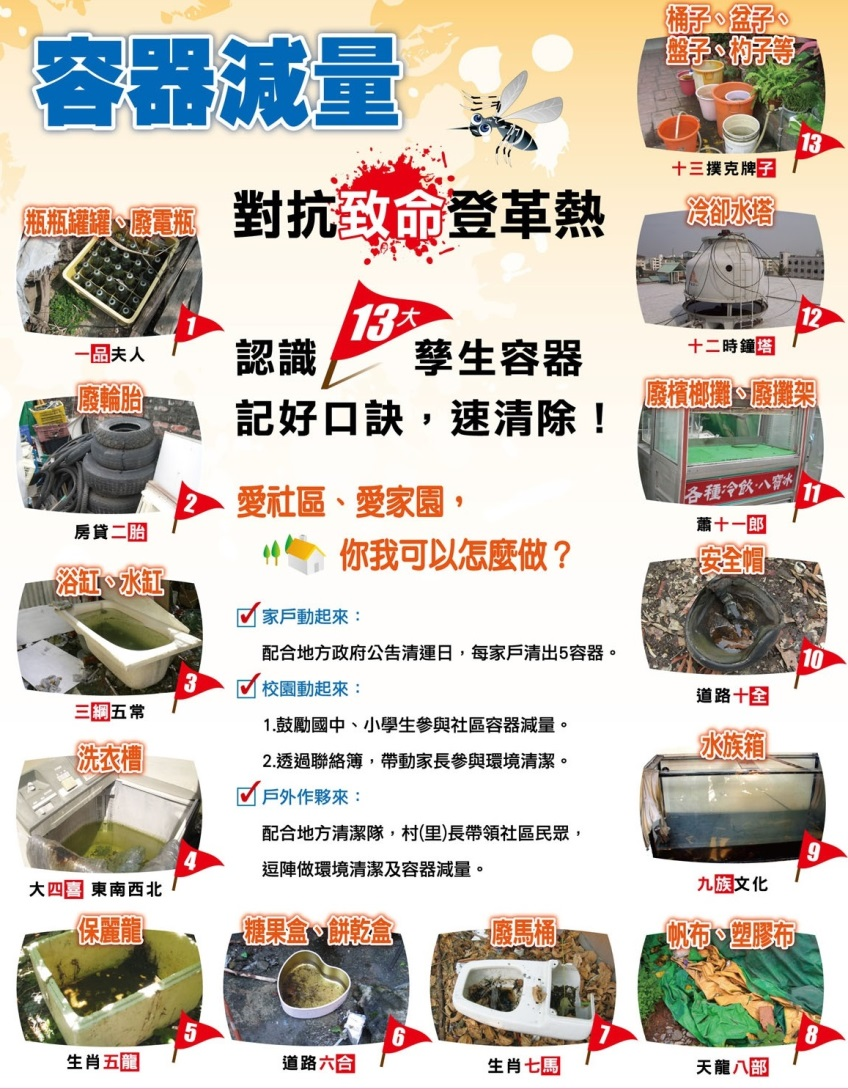 容器減量
對抗致命登革熱
認識13大孳生容器
記好口訣，速清除！
愛社區、愛家園，
你我可以怎麼做？
家戶動起來：
配合地方政府公告清運日，每家戶清出5容器。
校園動起來：
1.鼓勵國中、小學生參與社區容器減量。
2.透過聯絡簿，帶動家長參與環境清潔。
戶外作夥來：
配合地方清潔隊，村(里)長帶領社區民眾，
逗陣做環境清潔及容器減量。
瓶瓶罐罐、廢電瓶
1
一品夫人
廢輪胎
2
房貸二胎
浴缸、水缸
3
三綱五常
洗衣槽
4
大四喜 東南西北
保麗龍
5
生肖五龍
糖果盒、餅乾盒
6
道路六合
廢馬桶
7
生肖七馬
帆布、塑膠布
8
天龍八部
水族箱
9
九族文化
安全帽
10
道路十全
廢檳榔攤、廢攤架
各種冷飲·八寶冰
11
蕭十一郎
冷卻水塔
12
十二時鐘塔
桶子、盆子、
盤子、杓子等
13
十三撲克牌子